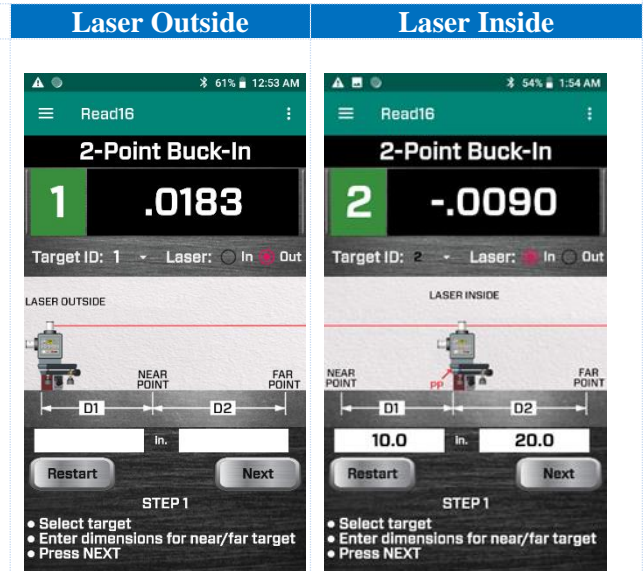 Laser Outside
Laser Inside
61% 12:53 AM
Read16
2-Point Buck-In
1 .0183
Target ID: 1 Laser: In Out
LASER OUTSIDE
NEAR POINT
FAR POINT
D1 D2
in.
Restart Next
STEP 1
• Select target
• Enter dimensions for near/far target
• Press NEXT
54% 1:54 AM
Read16
2-Point Buck-In
2 -.0090
Target ID: 2 Laser: In Out
LASER INSIDE
NEAR POINT
PP
FAR POINT
D1 D2
10.0 in. 20.0
Restart Next
STEP 1
• Select target
• Enter dimensions for near/far target
• Press NEXT